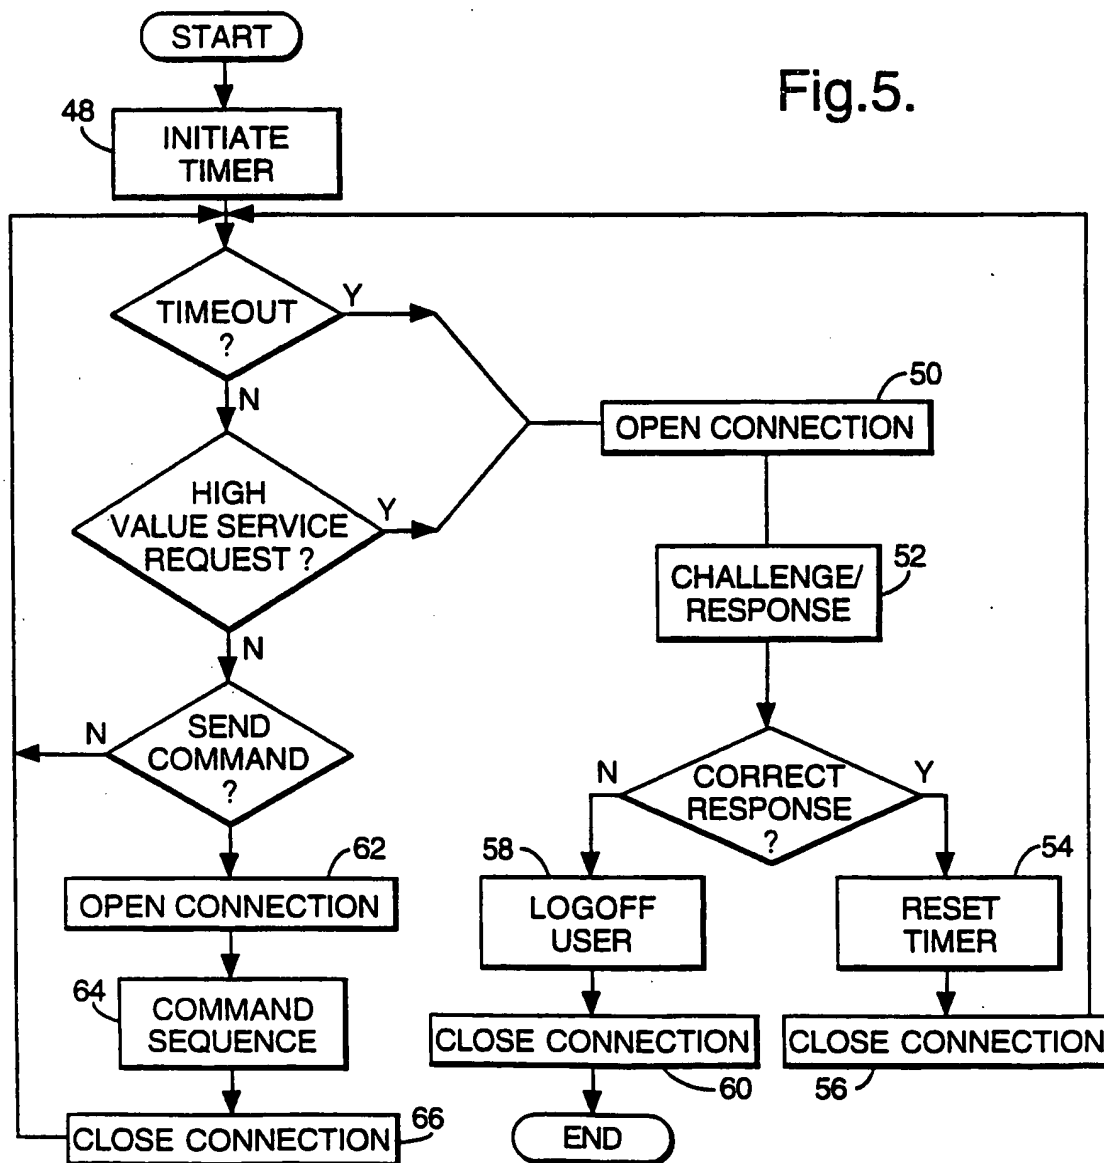 START
Fig.5.
48
INITIATE
TIMER
TIMEOUT
?
Y
N
50
OPEN CONNECTION
HIGH
VALUE SERVICE
REQUEST ?
Y
N
CHALLENGE/
RESPONSE
52
SEND
COMMAND
?
N
CORRECT
RESPONSE
?
N
Y
62
OPEN CONNECTION
58
LOGOFF
USER
54
RESET
TIMER
64
COMMAND
SEQUENCE
CLOSE CONNECTION
60
CLOSE CONNECTION
56
CLOSE CONNECTION
66
END